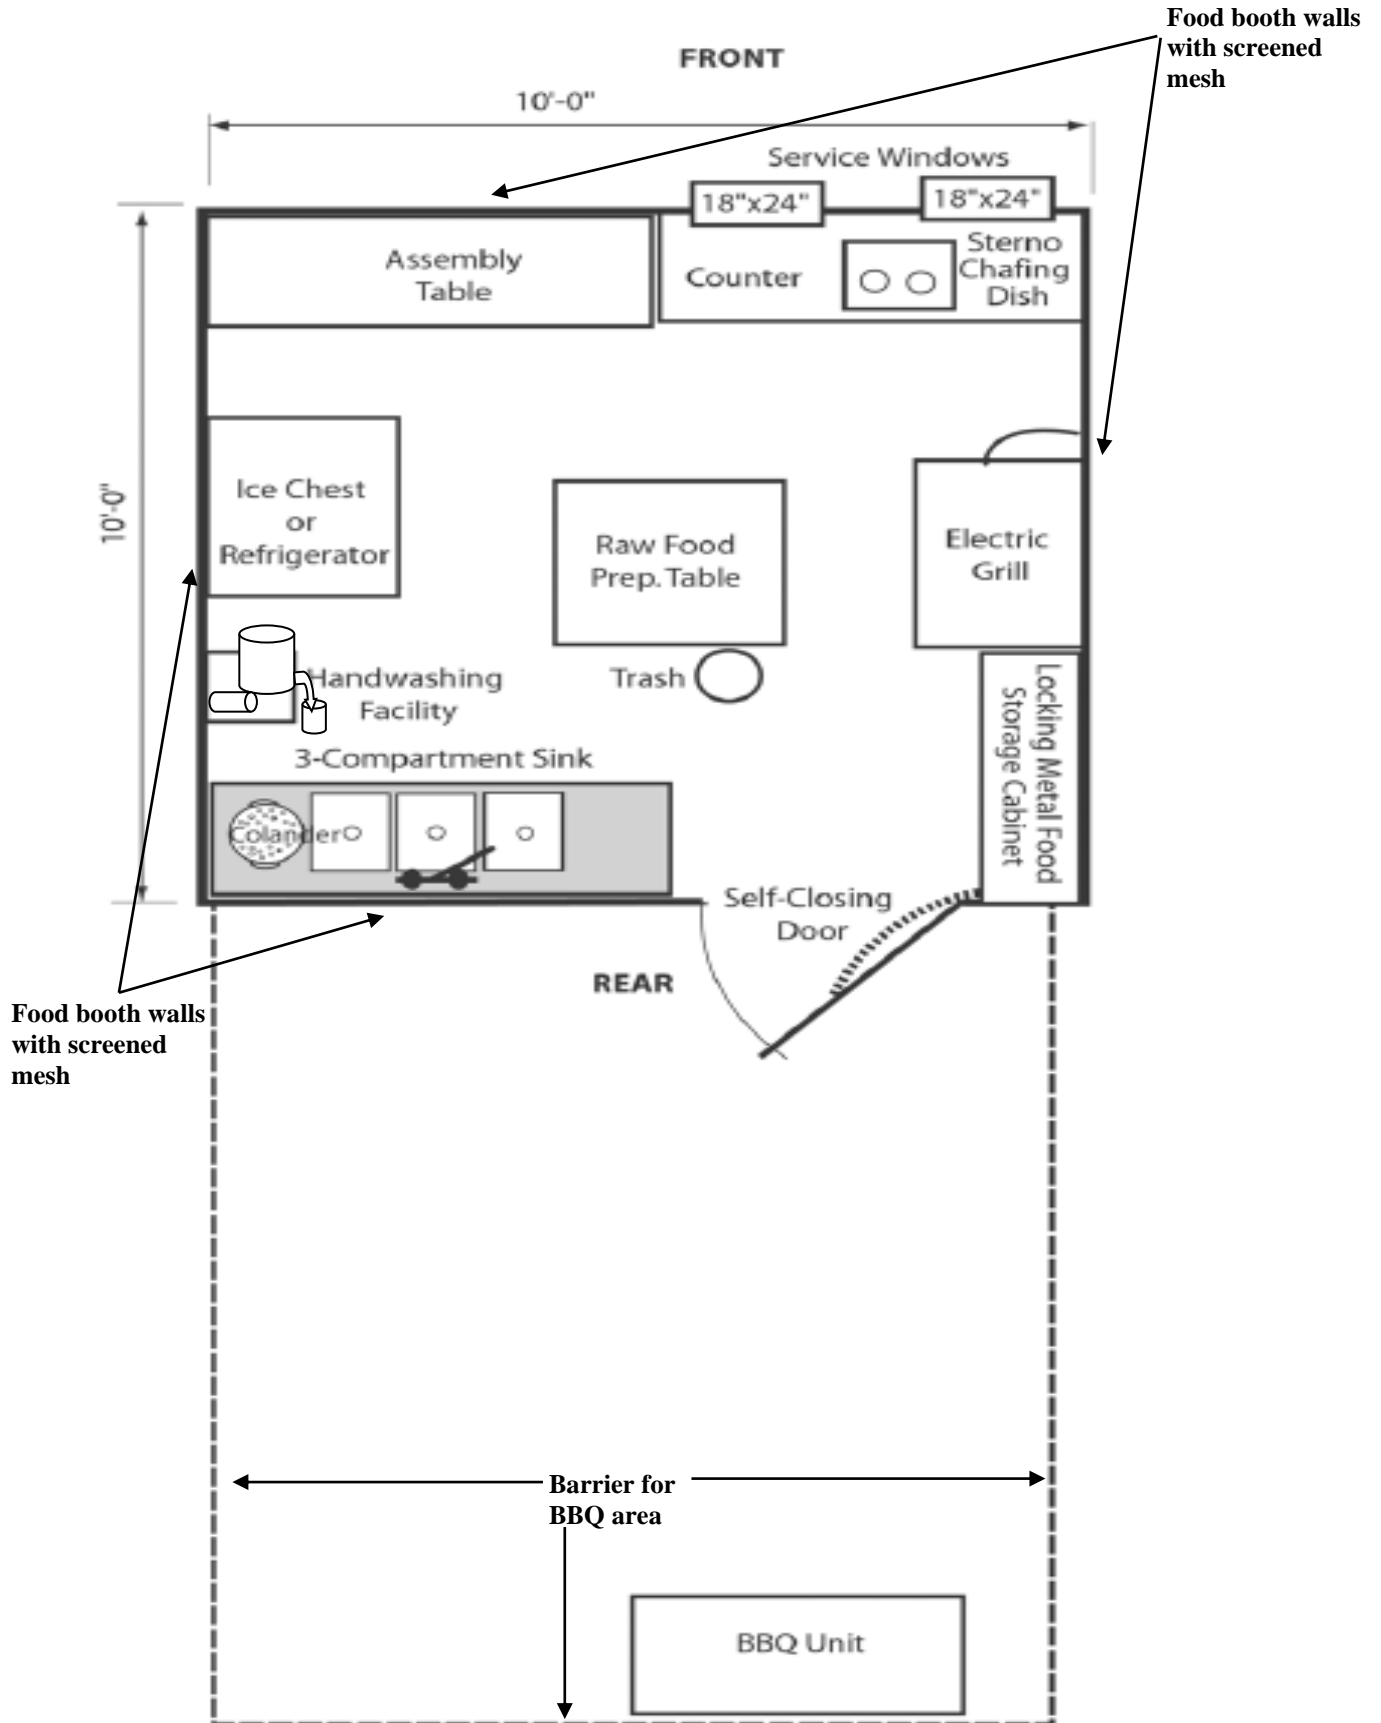 Food booth walls
with screened
mesh
FRONT
10'-0"
Service Windows
18"x24"
18"x24"
Assembly
Table
Counter
Sterno
Chafing
Dish
10'-0"
Ice Chest
or
Refrigerator
Raw Food
Prep. Table
Electric
Grill
Handwashing
Facility
Trash
Locking Metal Food
Storage Cabinet
3-Compartment Sink
Colander
Self-Closing
Door
REAR
Food booth walls
with screened
mesh
Barrier for
BBQ area
BBQ Unit